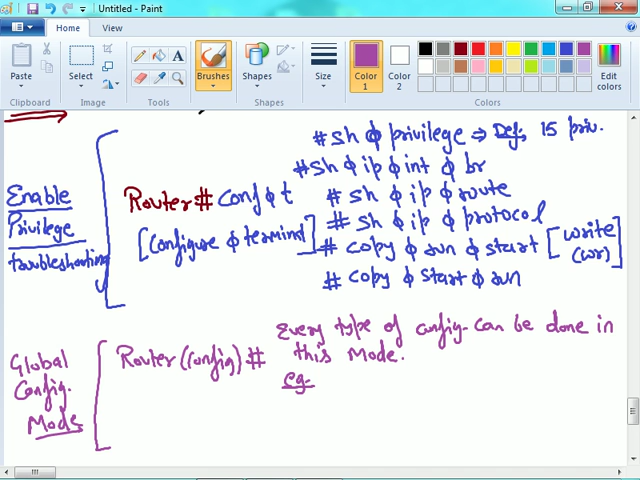 Untitled - Paint
Home
View
Paste
Select
Brushes
Shapes
Size
Color 1
Color 2
Edit colors
Clipboard
Image
Tools
Shapes
Colors
# sh ϕ privilege ⇒ Def. 15 priv.
# sh ϕ ip ϕ int ϕ br
Enable
Privilege
troubleshooting
Router# Conf ϕ t
[Configure ϕ terminal]
# sh ϕ ip ϕ route
# sh ϕ ip ϕ protocol
# copy ϕ run ϕ start [write (wr)]
# copy ϕ start ϕ run
Global
Config.
Mode
Router(config)#
Every type of config. can be done in
this Mode.
eg.